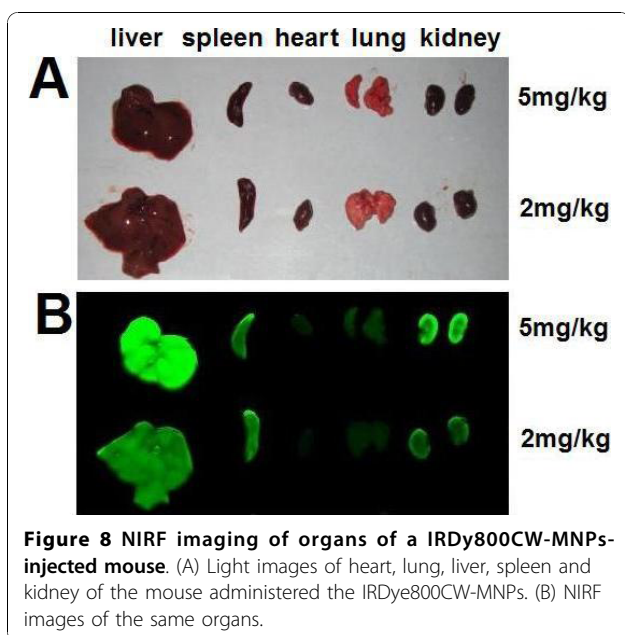 liver spleen heart lung kidney
A
5mg/kg
2mg/kg
B
5mg/kg
2mg/kg
Figure 8 NIRF imaging of organs of a IRDy800CW-MNPs-
injected mouse. (A) Light images of heart, lung, liver, spleen and
kidney of the mouse administered the IRDye800CW-MNPs. (B) NIRF
images of the same organs.